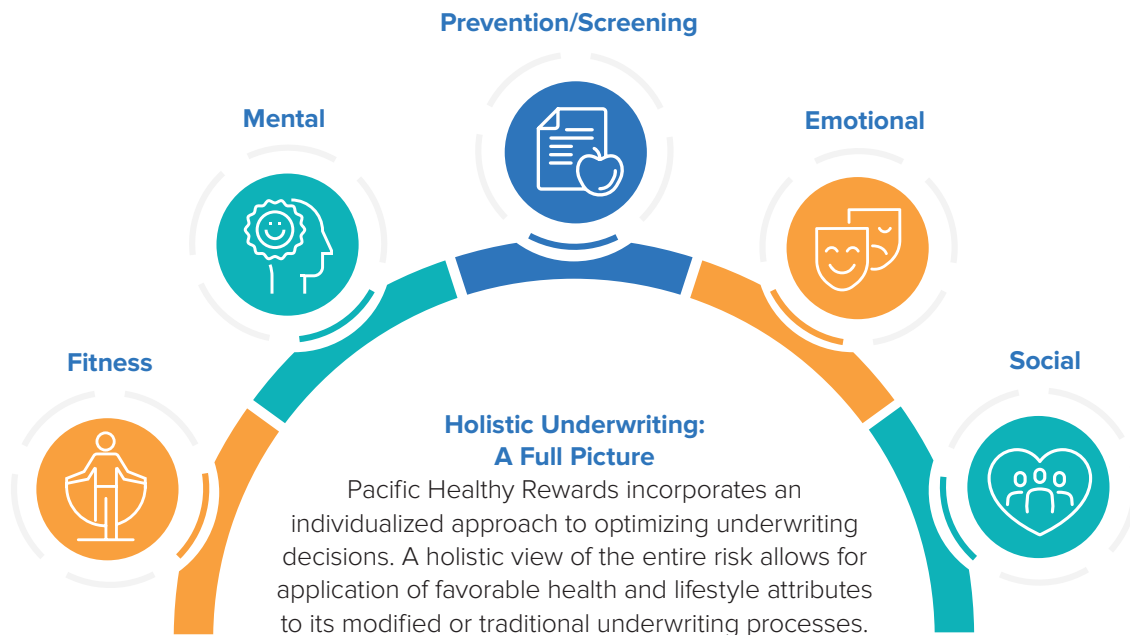 Prevention/Screening
Mental
Emotional
Fitness
Social
Holistic Underwriting:
A Full Picture
Pacific Healthy Rewards incorporates an
individualized approach to optimizing underwriting
decisions. A holistic view of the entire risk allows for
application of favorable health and lifestyle attributes
to its modified or traditional underwriting processes.